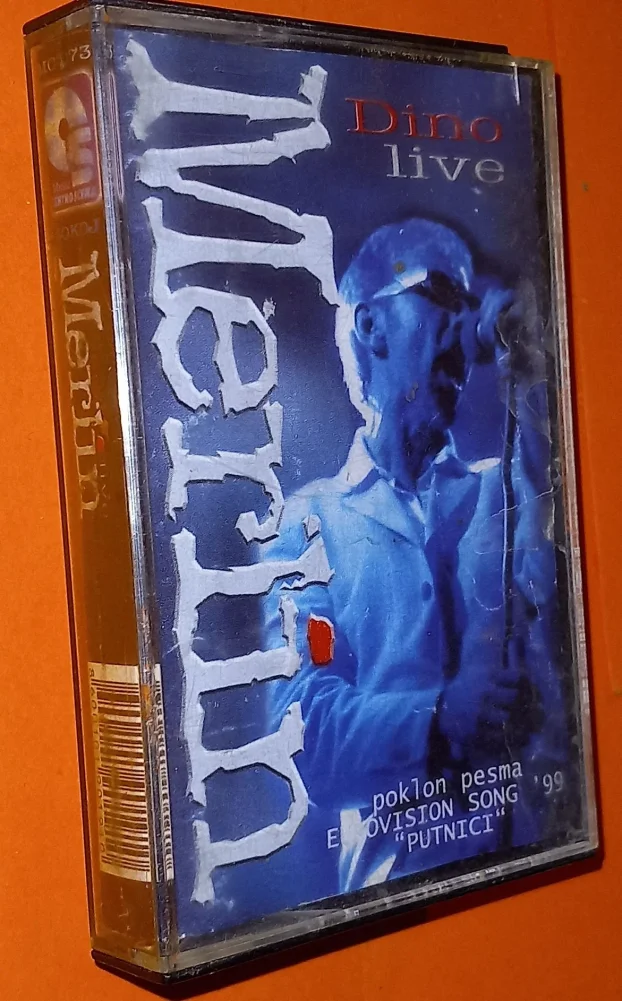 Merlin
Dino
live
poklon pesma
EUROVISION SONG '99
"PUTNICI"
Merlin